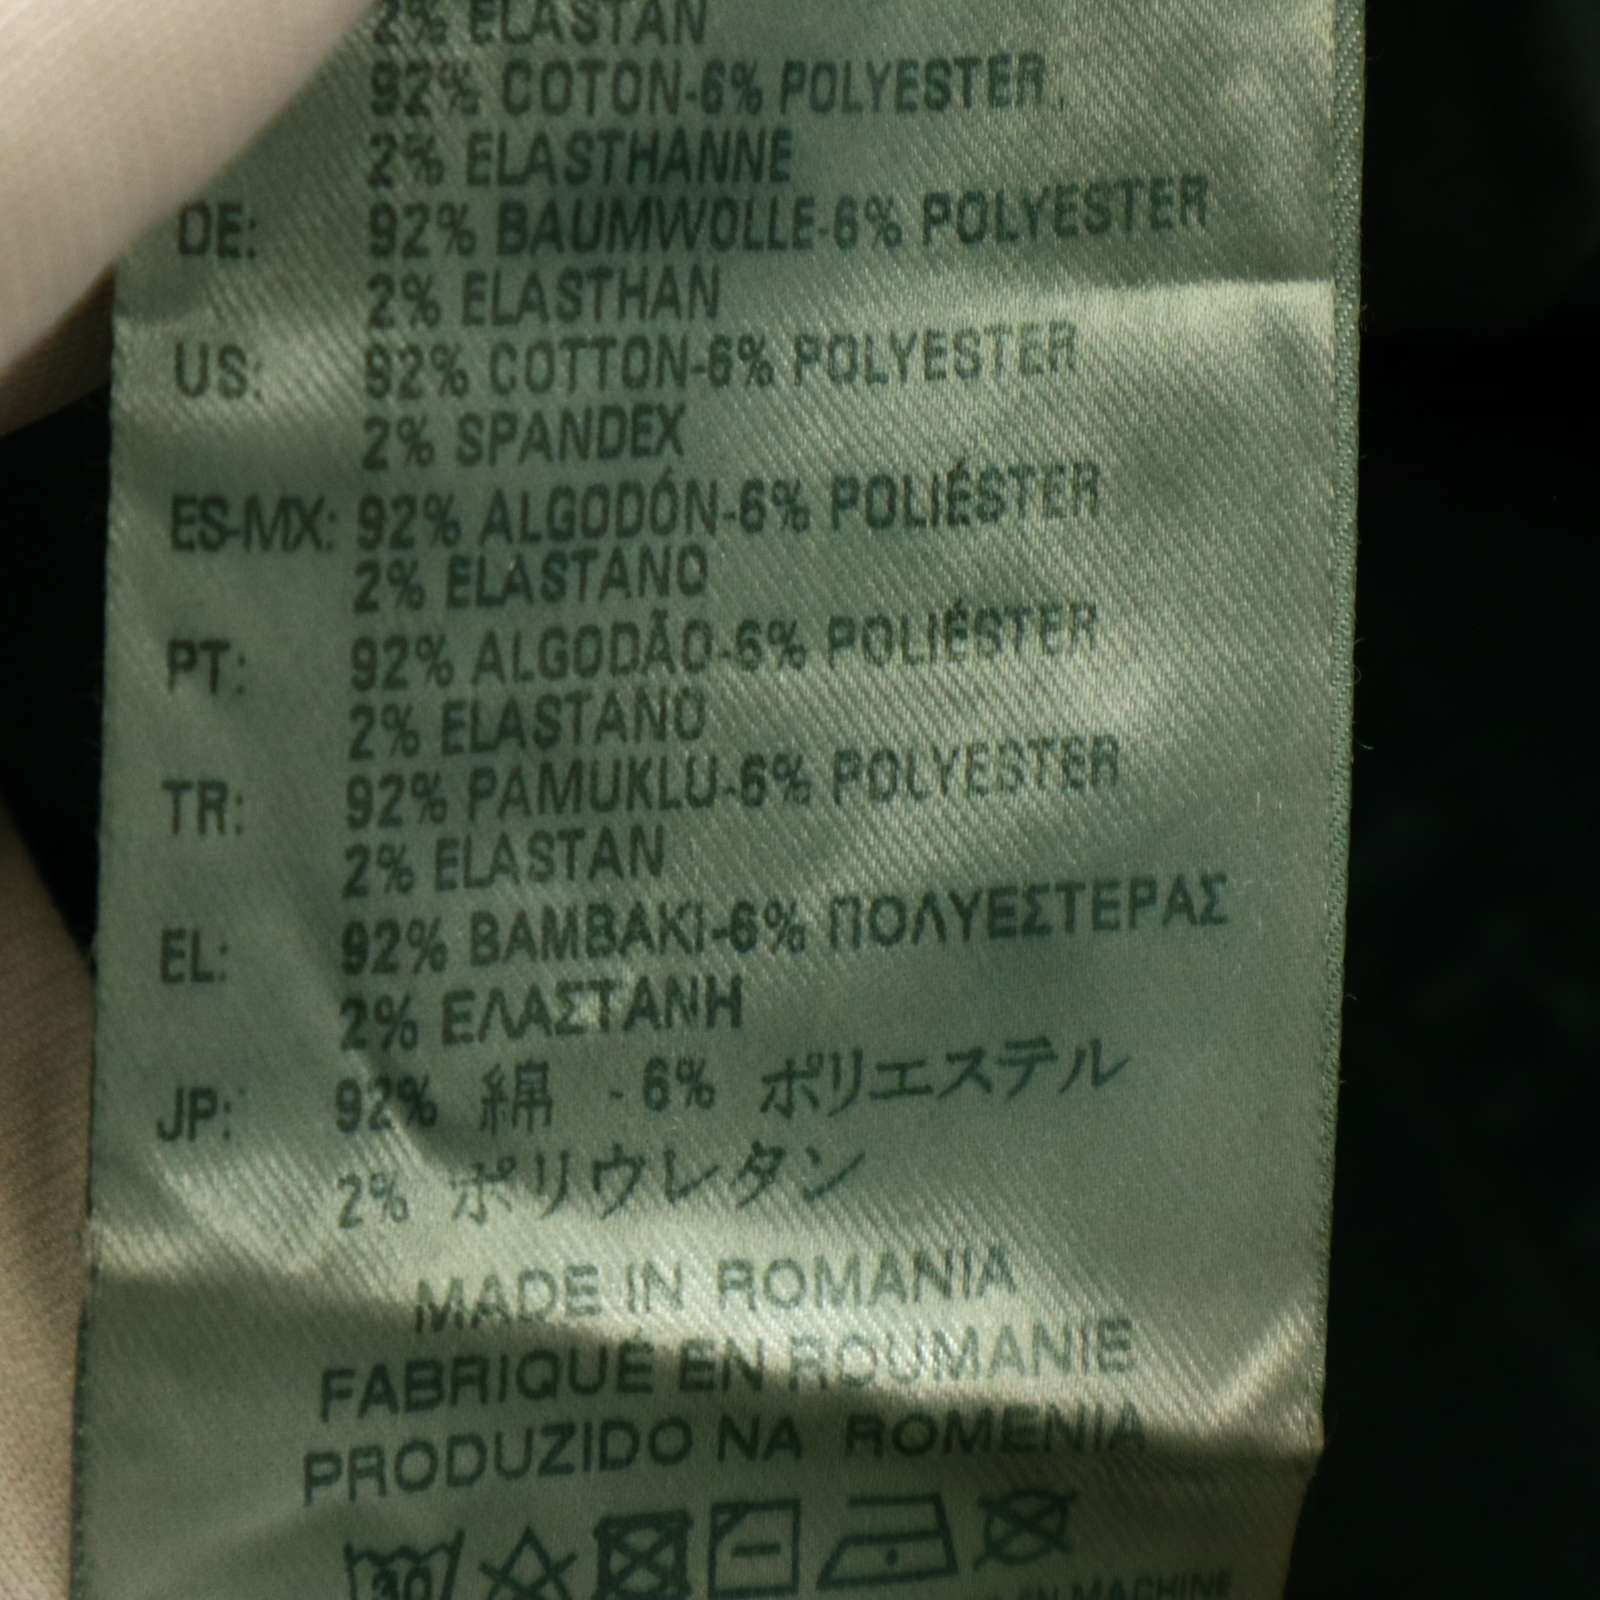 2% ELASTAN
92% COTON-6% POLYESTER
2% ELASTHANNE
DE: 92% BAUMWOLLE-6% POLYESTER
2% ELASTHAN
US: 92% COTTON-6% POLYESTER
2% SPANDEX
ES-MX: 92% ALGODÓN-6% POLIÉSTER
2% ELASTANO
PT: 92% ALGODÃO-6% POLIÉSTER
2% ELASTANO
TR: 92% PAMUKLU-6% POLYESTER
2% ELASTAN
EL: 92% ΒΑΜΒΑΚΙ-6% ΠΟΛΥΕΣΤΕΡΑΣ
2% ΕΛΑΣΤΑΝΗ
JP: 92% 綿 - 6% ポリエステル
2% ポリウレタン
MADE IN ROMANIA
FABRIQUÉ EN ROUMANIE
PRODUZIDO NA ROMENIA
30
EN MACHINE